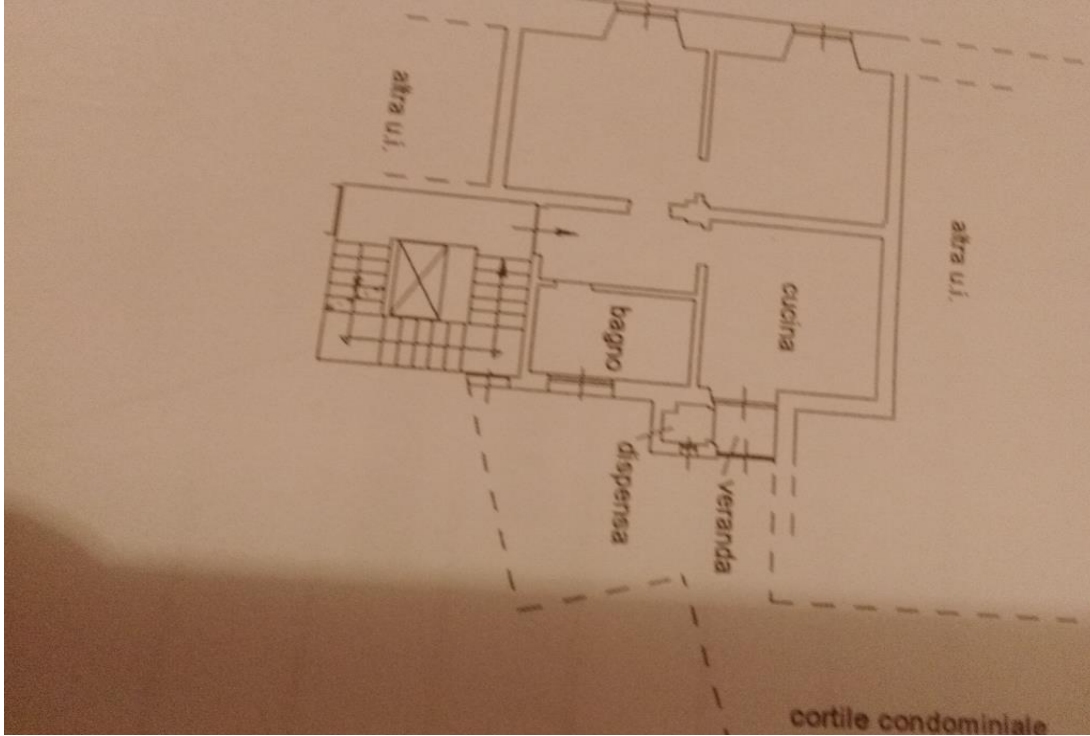 altra u.i.
altra u.i.
cucina
bagno
dispensa
veranda
cortile condominiale